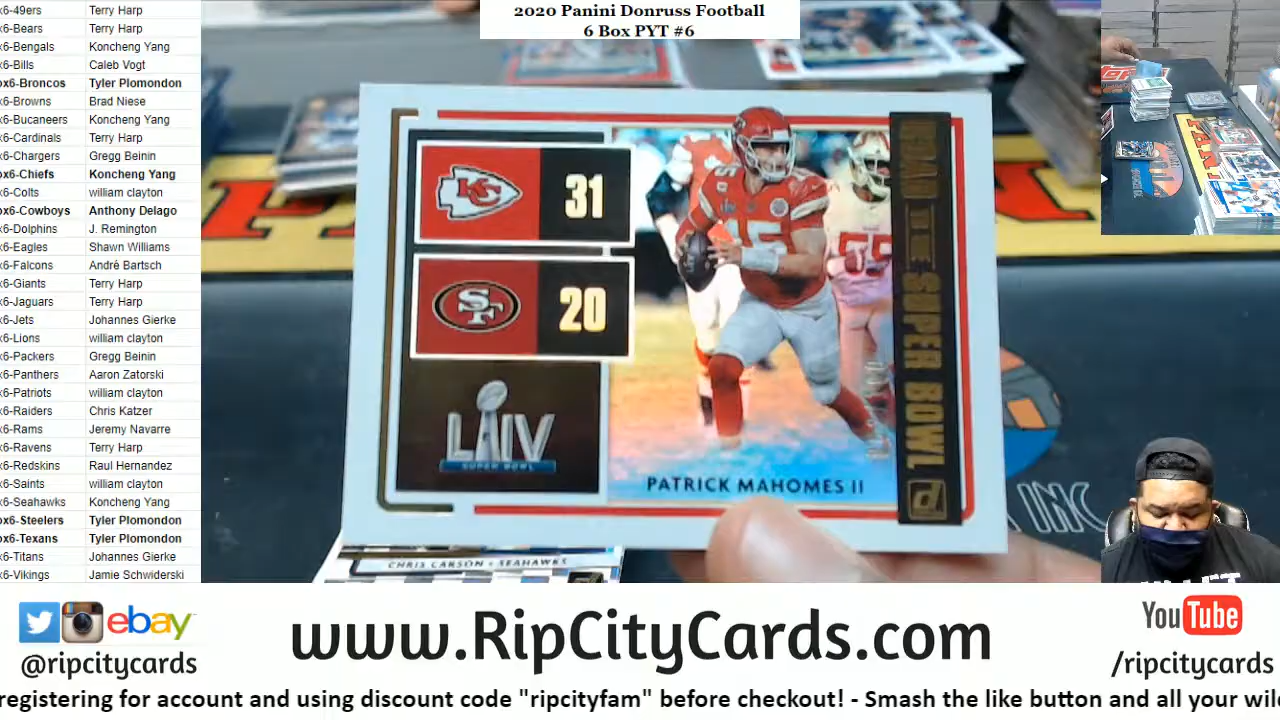 2020 Panini Donruss Football
6 Box PYT #6
x6-49ers Terry Harp
x6-Bears Terry Harp
x6-Bengals Koncheng Yang
x6-Bills Caleb Vogt
ox6-Broncos Tyler Plomondon
x6-Browns Brad Niese
x6-Bucaneers Koncheng Yang
x6-Cardinals Terry Harp
x6-Chargers Gregg Beinin
ox6-Chiefs Koncheng Yang
x6-Colts william clayton
ox6-Cowboys Anthony Delago
x6-Dolphins J. Remington
x6-Eagles Shawn Williams
x6-Falcons André Bartsch
x6-Giants Terry Harp
x6-Jaguars Terry Harp
x6-Jets Johannes Gierke
x6-Lions william clayton
x6-Packers Gregg Beinin
x6-Panthers Aaron Zatorski
x6-Patriots william clayton
x6-Raiders Chris Katzer
x6-Rams Jeremy Navarre
x6-Ravens Terry Harp
x6-Redskins Raul Hernandez
x6-Saints william clayton
x6-Seahawks Koncheng Yang
ox6-Steelers Tyler Plomondon
ox6-Texans Tyler Plomondon
x6-Titans Johannes Gierke
x6-Vikings Jamie Schwiderski
KC 31
SF 20
LIV
SUPER BOWL
15
PATRICK MAHOMES II
ROAD TO THE SUPER BOWL
CHRIS CARSON • SEAHAWKS
INC
ebay
@ripcitycards
www.RipCityCards.com
YouTube
/ripcitycards
registering for account and using discount code "ripcityfam" before checkout! - Smash the like button and all your wil